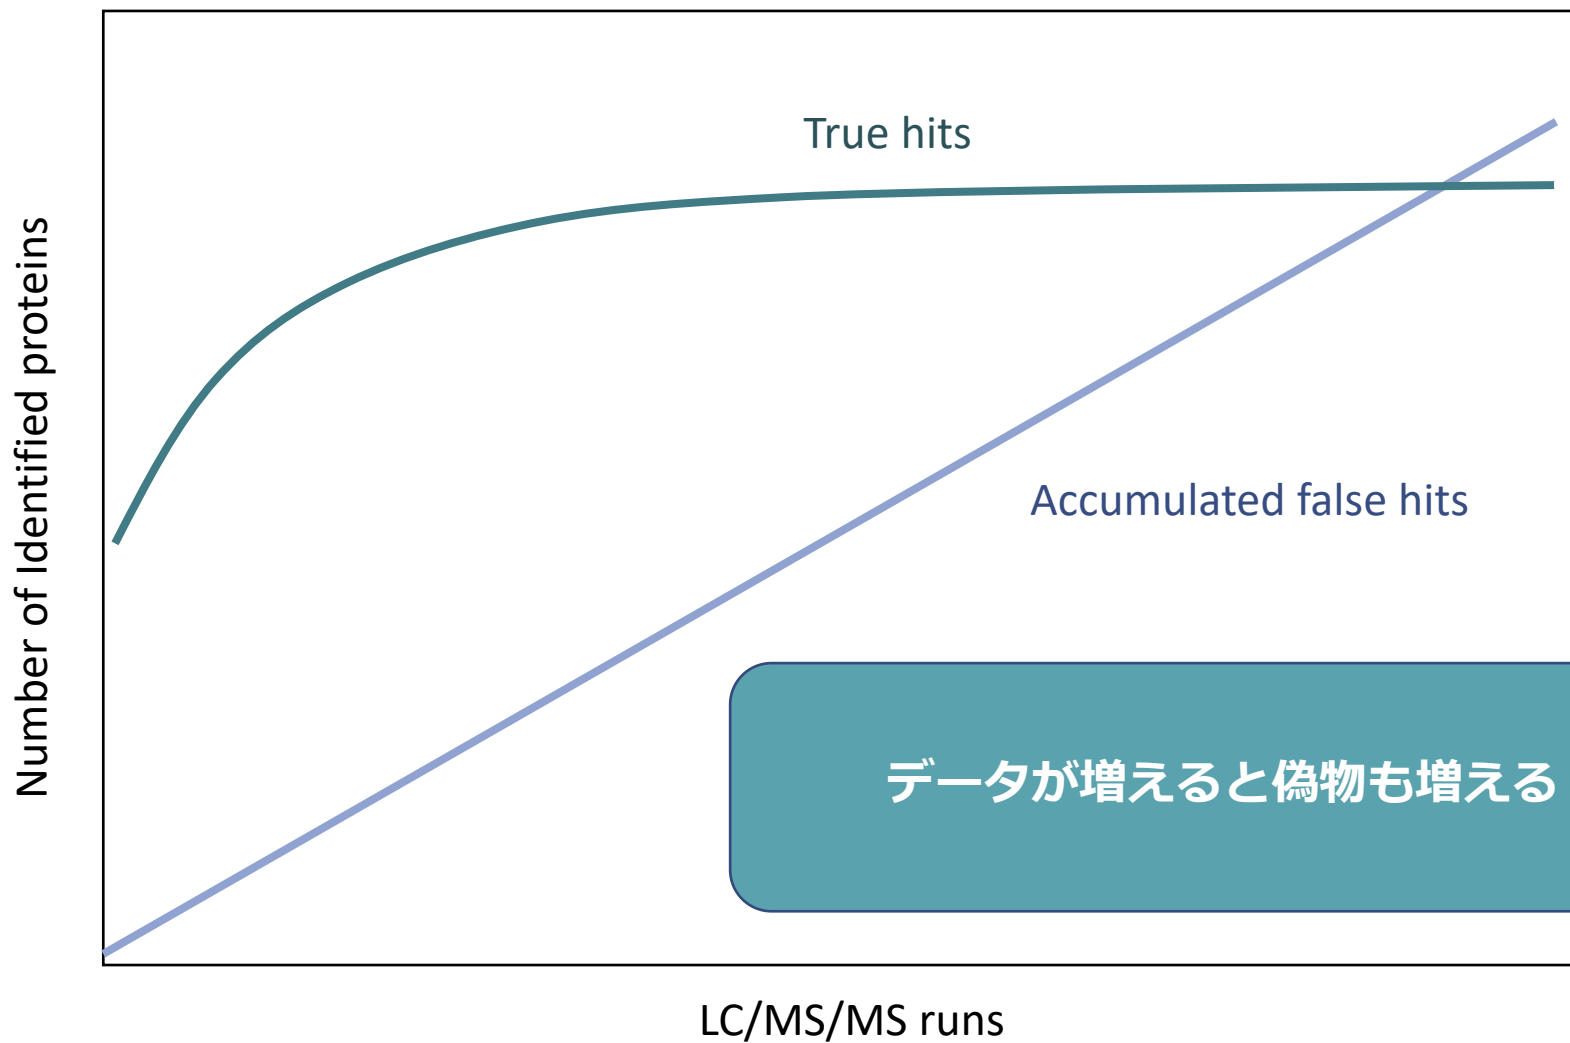 True hits
Number of Identified proteins
Accumulated false hits
データが増えると偽物も増える
LC/MS/MS runs